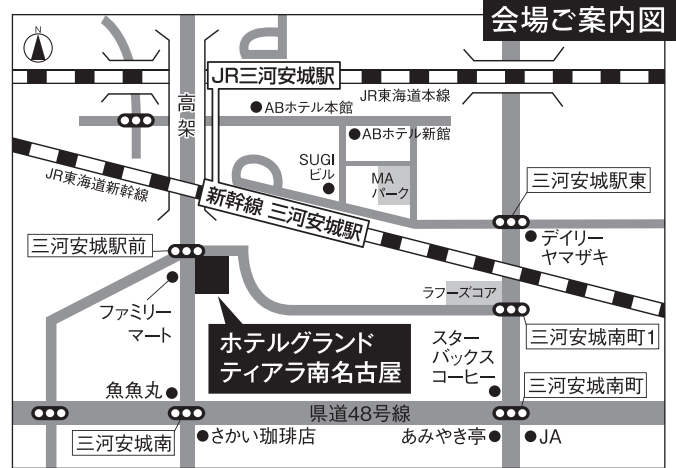 会場ご案内図
N
JR三河安城駅
高架
JR東海道本線
ABホテル本館
ABホテル新館
SUGI
ビル
MA
パーク
JR東海道新幹線
新幹線 三河安城駅
三河安城駅東
デイリー
ヤマザキ
三河安城駅前
ファミリー
マート
ラフーズコア
ホテルグランド
ティアラ南名古屋
スター
バックス
コーヒー
三河安城南町1
魚魚丸
三河安城南町
県道48号線
三河安城南
さかい珈琲店
あみやき亭
JA